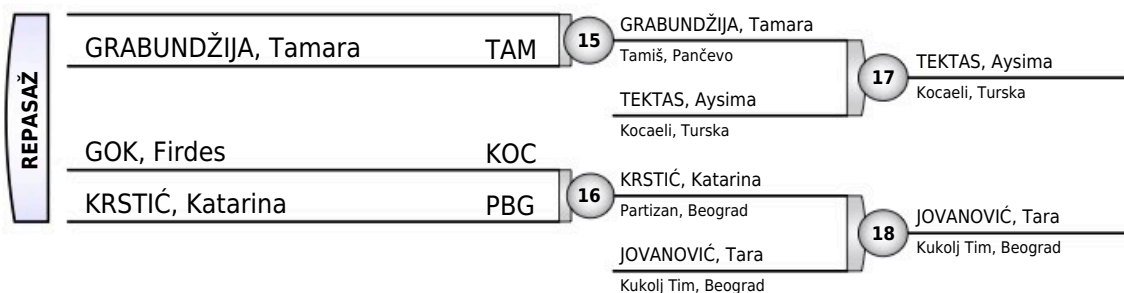 REPASAŽ
GRABUNDŽIJA, Tamara TAM
GOK, Firdes KOC
KRSTIĆ, Katarina PBG
15
GRABUNDŽIJA, Tamara
Tamiš, Pančevo
TEKTAS, Aysima
Kocaeli, Turska
16
KRSTIĆ, Katarina
Partizan, Beograd
JOVANOVIĆ, Tara
Kukolj Tim, Beograd
17
TEKTAS, Aysima
Kocaeli, Turska
18
JOVANOVIĆ, Tara
Kukolj Tim, Beograd